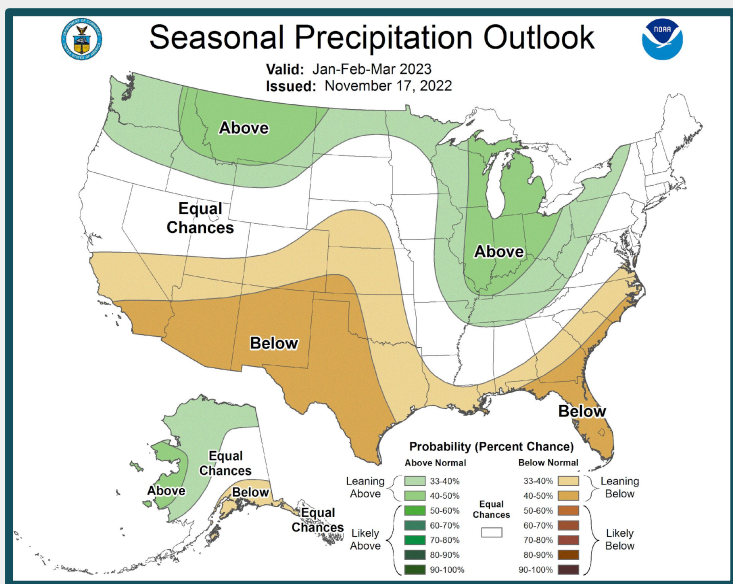 Seasonal Precipitation Outlook
NOAA
Valid: Jan-Feb-Mar 2023
Issued: November 17, 2022
Above
Equal
Chances
Above
Below
Below
Equal
Chances
Above
Below
Equal
Chances
Probability (Percent Chance)
Above Normal
Below Normal
Leaning
Above
33-40%
40-50%
Likely
Above
50-60%
60-70%
70-80%
80-90%
90-100%
Equal
Chances
33-40%
40-50%
Leaning
Below
50-60%
60-70%
70-80%
80-90%
90-100%
Likely
Below